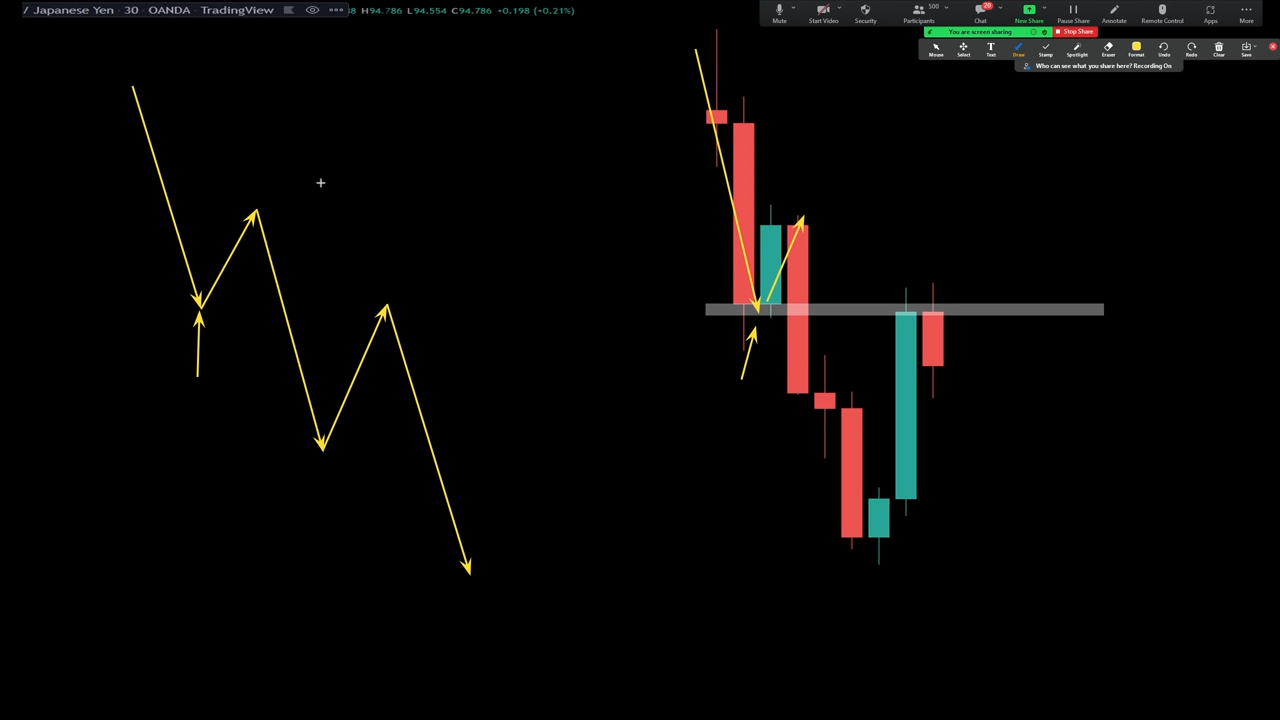 / Japanese Yen · 30 · OANDA · TradingView H94.786 L94.554 C94.786 +0.198 (+0.21%)
Mute Start Video Security Participants 500 Chat 20 New Share Pause Share Annotate Remote Control Apps More
You are screen sharing Stop Share
Mouse Select Text Draw Stamp Spotlight Eraser Format Undo Redo Clear Save
Who can see what you share here? Recording On